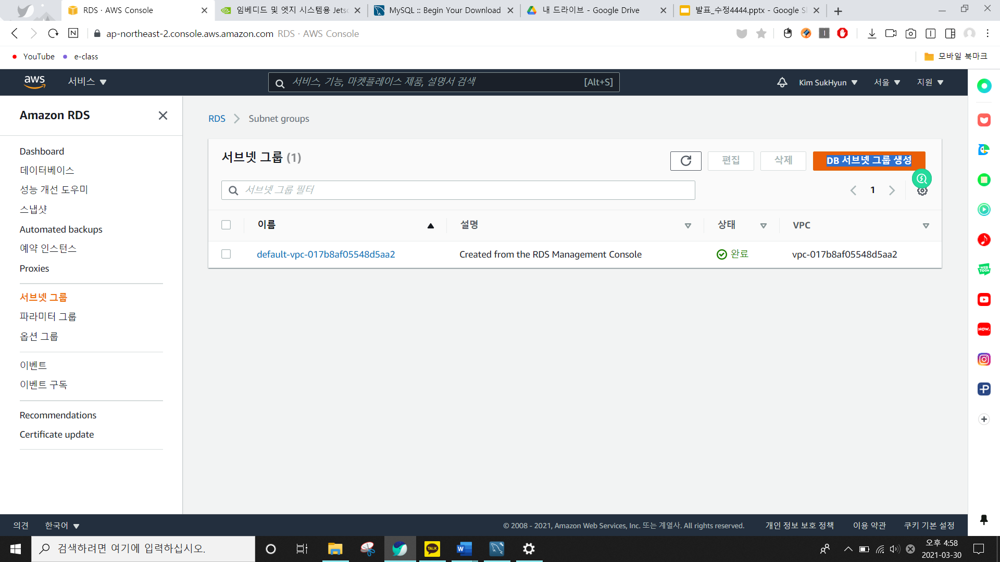 RDS · AWS Console
임베디드 및 엣지 시스템용 Jetso
MySQL :: Begin Your Download
내 드라이브 - Google Drive
발표_수정4444.pptx - Google Sl
ap-northeast-2.console.aws.amazon.com RDS · AWS Console
YouTube
e-class
모바일 북마크
aws
서비스
서비스, 기능, 마켓플레이스 제품, 설명서 검색
[Alt+S]
Kim SukHyun
서울
지원
Amazon RDS
Dashboard
데이터베이스
성능 개선 도우미
스냅샷
Automated backups
예약 인스턴스
Proxies
서브넷 그룹
파라미터 그룹
옵션 그룹
이벤트
이벤트 구독
Recommendations
Certificate update
RDS
Subnet groups
서브넷 그룹 (1)
편집
삭제
DB 서브넷 그룹 생성
서브넷 그룹 필터
1
이름
설명
상태
VPC
default-vpc-017b8af05548d5aa2
Created from the RDS Management Console
완료
vpc-017b8af05548d5aa2
WEB
TOON
NOW.
의견
한국어
© 2008 - 2021, Amazon Web Services, Inc. 또는 계열사. All rights reserved.
개인 정보 보호 정책
이용 약관
쿠키 기본 설정
검색하려면 여기에 입력하십시오.
TALK
오후 4:58
2021-03-30